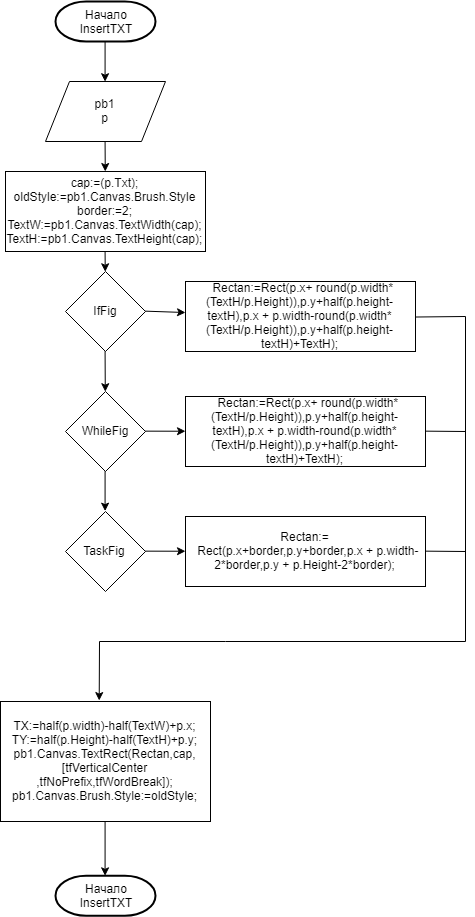 Начало
InsertTXT
pb1
p
cap:=(p.Txt);
oldStyle:=pb1.Canvas.Brush.Style
border:=2;
TextW:=pb1.Canvas.TextWidth(cap);
TextH:=pb1.Canvas.TextHeight(cap);
IfFig
Rectan:=Rect(p.x+ round(p.width*
(TextH/p.Height)),p.y+half(p.height-
textH),p.x + p.width-round(p.width*
(TextH/p.Height)),p.y+half(p.height-
textH)+TextH);
WhileFig
Rectan:=Rect(p.x+ round(p.width*
(TextH/p.Height)),p.y+half(p.height-
textH),p.x + p.width-round(p.width*
(TextH/p.Height)),p.y+half(p.height-
textH)+TextH);
TaskFig
Rectan:=
Rect(p.x+border,p.y+border,p.x + p.width-
2*border,p.y + p.Height-2*border);
TX:=half(p.width)-half(TextW)+p.x;
TY:=half(p.Height)-half(TextH)+p.y;
pb1.Canvas.TextRect(Rectan,cap,
[tfVerticalCenter
,tfNoPrefix,tfWordBreak]);
pb1.Canvas.Brush.Style:=oldStyle;
Начало
InsertTXT